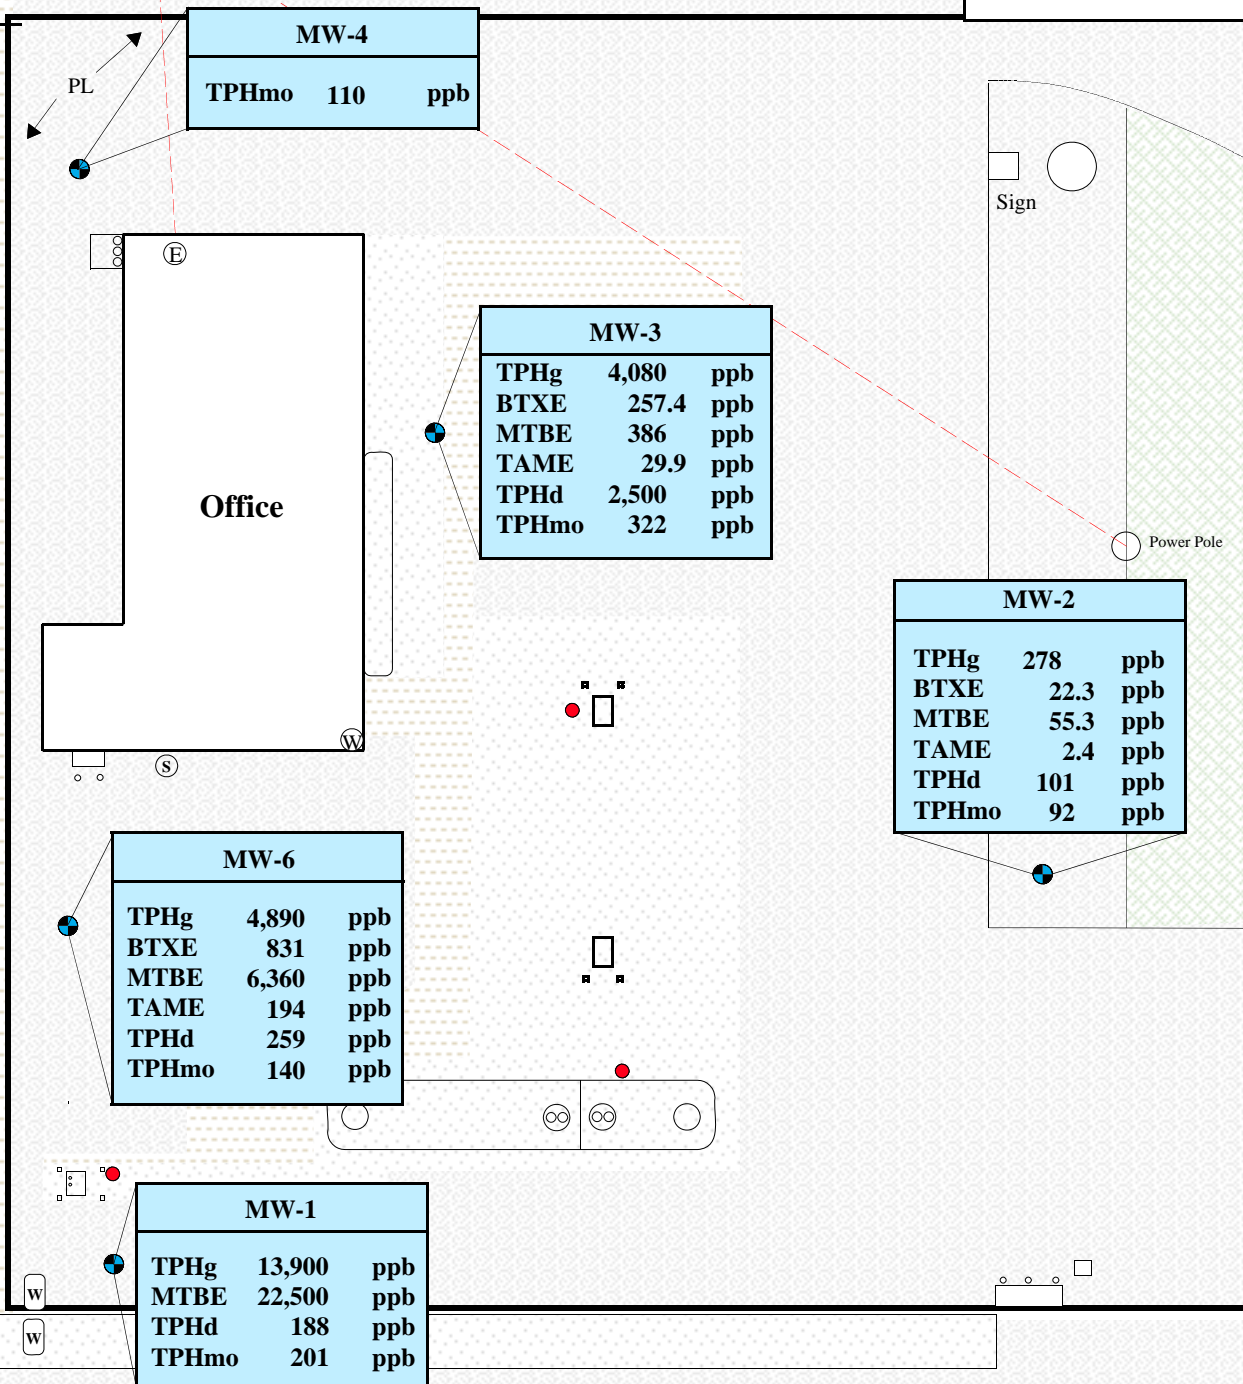 MW-4
TPHmo 110 ppb
PL
Sign
E
MW-3
TPHg 4,080 ppb
BTXE 257.4 ppb
MTBE 386 ppb
TAME 29.9 ppb
TPHd 2,500 ppb
TPHmo 322 ppb
Office
Power Pole
MW-2
TPHg 278 ppb
BTXE 22.3 ppb
MTBE 55.3 ppb
TAME 2.4 ppb
TPHd 101 ppb
TPHmo 92 ppb
W
S
MW-6
TPHg 4,890 ppb
BTXE 831 ppb
MTBE 6,360 ppb
TAME 194 ppb
TPHd 259 ppb
TPHmo 140 ppb
MW-1
TPHg 13,900 ppb
MTBE 22,500 ppb
TPHd 188 ppb
TPHmo 201 ppb
W
W